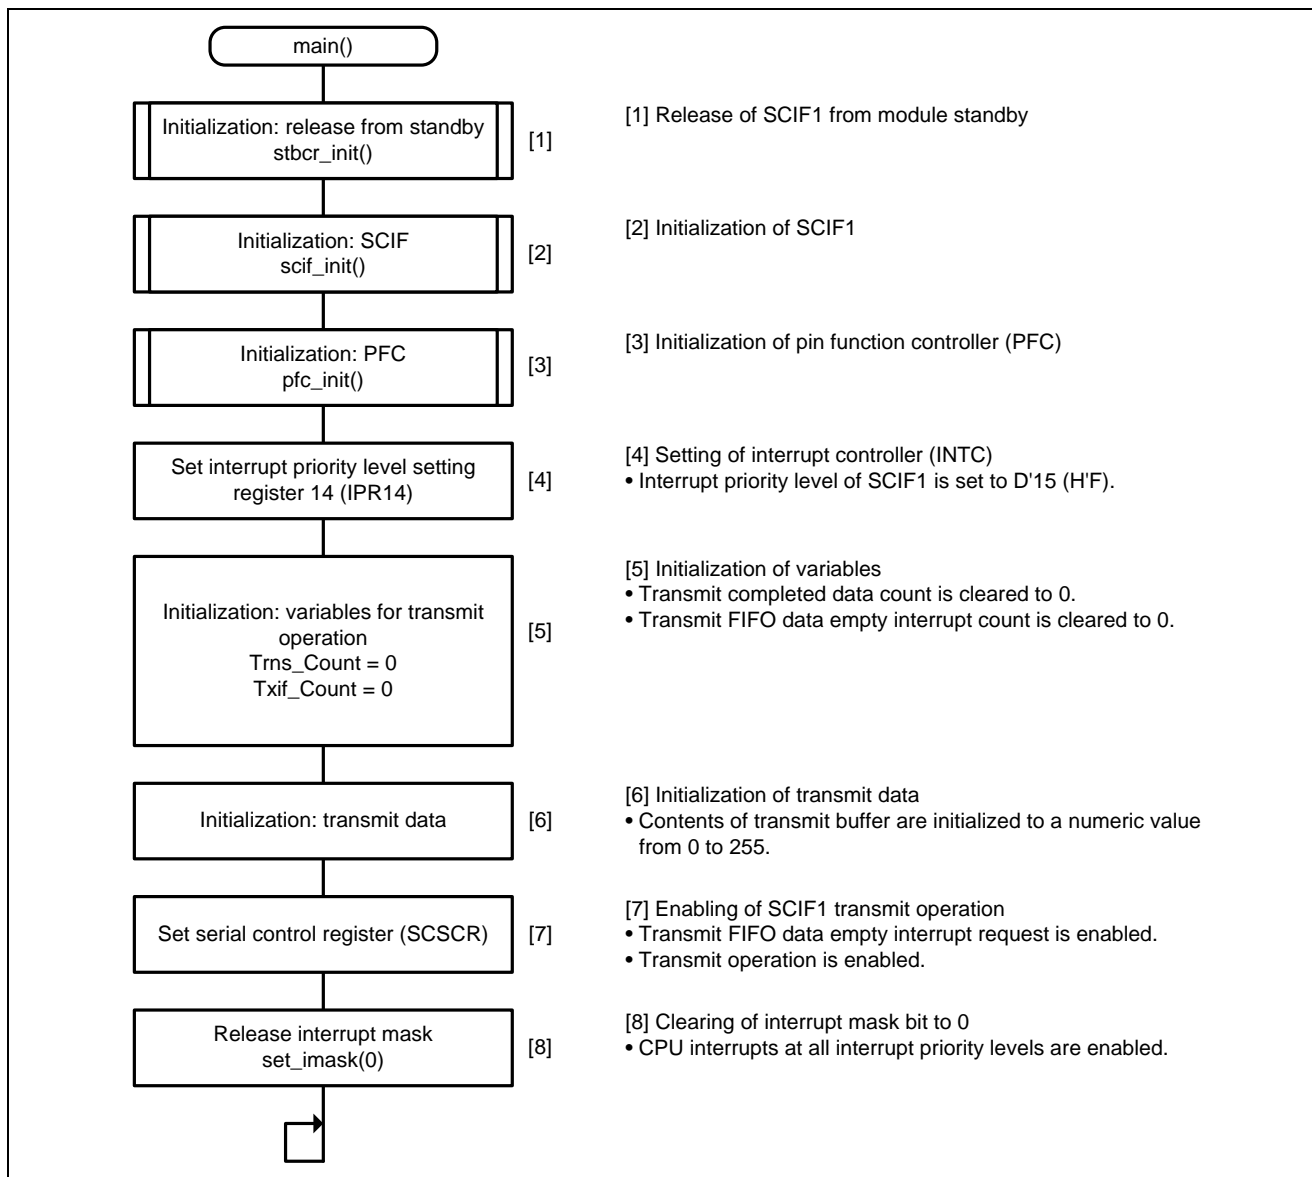 main()
Initialization: release from standby
stbcr_init()
[1]
[1] Release of SCIF1 from module standby
Initialization: SCIF
scif_init()
[2]
[2] Initialization of SCIF1
Initialization: PFC
pfc_init()
[3]
[3] Initialization of pin function controller (PFC)
Set interrupt priority level setting
register 14 (IPR14)
[4]
[4] Setting of interrupt controller (INTC)
• Interrupt priority level of SCIF1 is set to D'15 (H'F).
Initialization: variables for transmit
operation
Trns_Count = 0
Txif_Count = 0
[5]
[5] Initialization of variables
• Transmit completed data count is cleared to 0.
• Transmit FIFO data empty interrupt count is cleared to 0.
Initialization: transmit data
[6]
[6] Initialization of transmit data
• Contents of transmit buffer are initialized to a numeric value
from 0 to 255.
Set serial control register (SCSCR)
[7]
[7] Enabling of SCIF1 transmit operation
• Transmit FIFO data empty interrupt request is enabled.
• Transmit operation is enabled.
Release interrupt mask
set_imask(0)
[8]
[8] Clearing of interrupt mask bit to 0
• CPU interrupts at all interrupt priority levels are enabled.